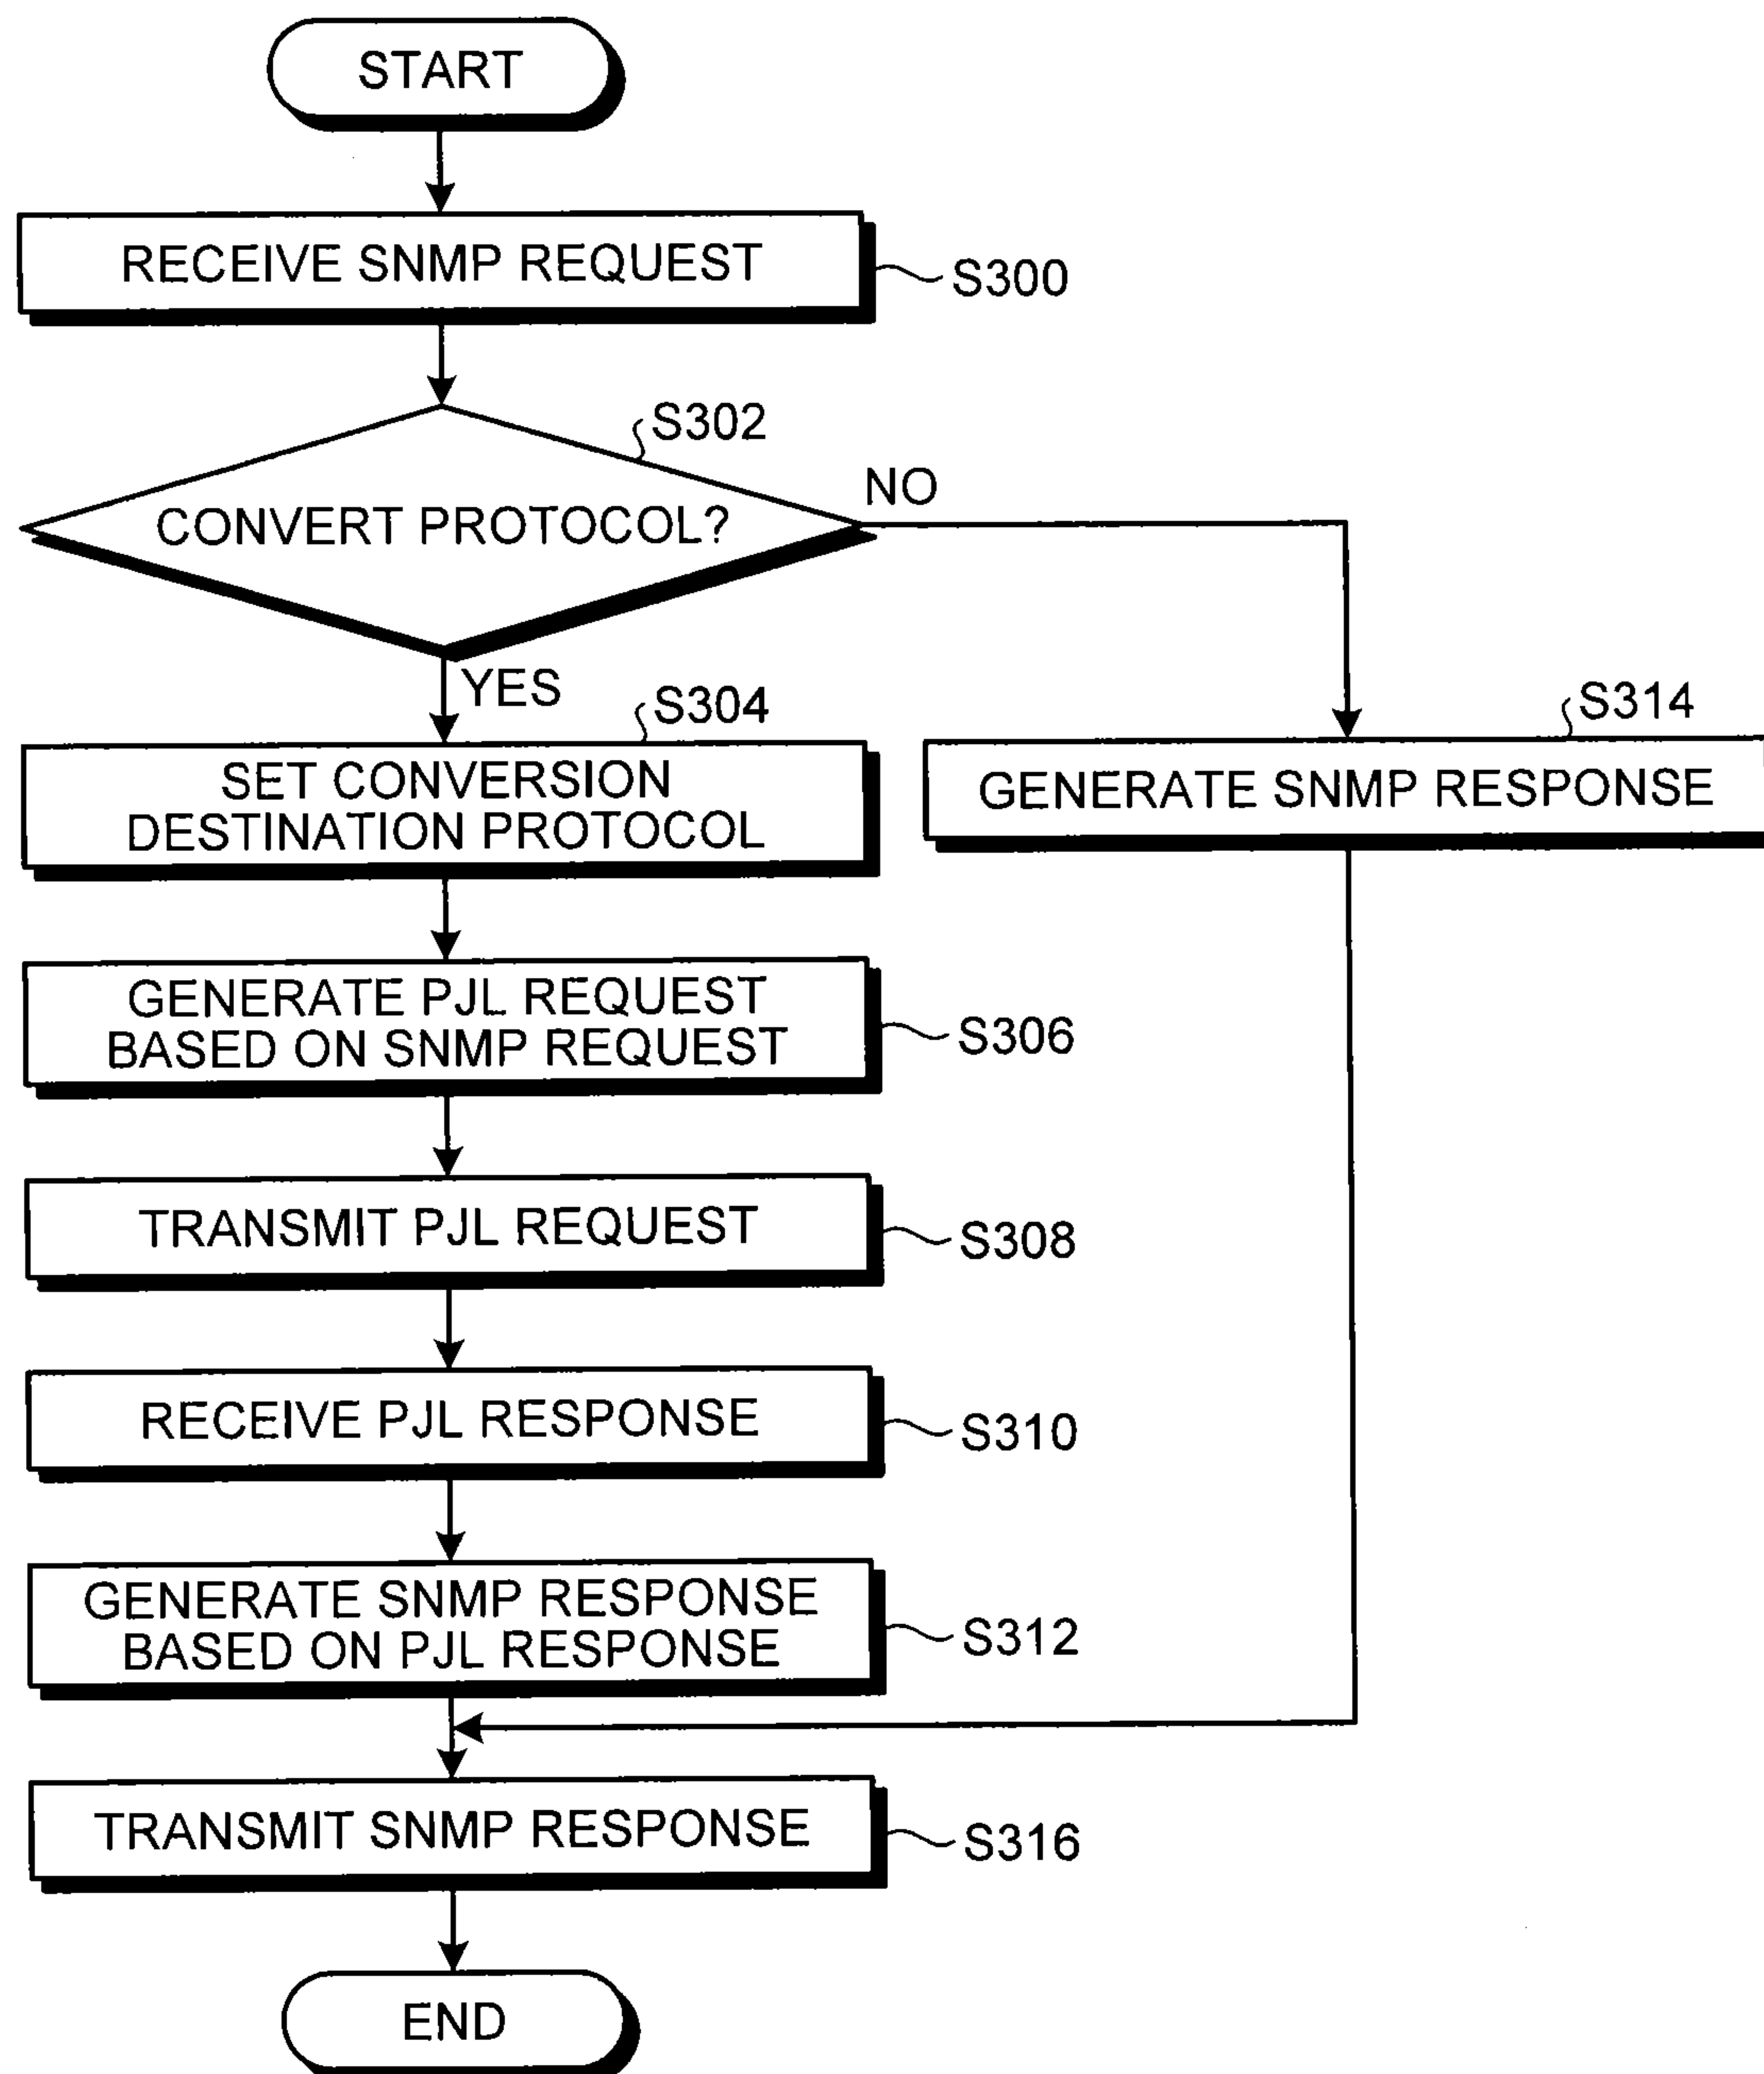 START
RECEIVE SNMP REQUEST
S300
S302
CONVERT PROTOCOL?
NO
YES
S304
SET CONVERSION
DESTINATION PROTOCOL
S314
GENERATE SNMP RESPONSE
GENERATE PJL REQUEST
BASED ON SNMP REQUEST
S306
TRANSMIT PJL REQUEST
S308
RECEIVE PJL RESPONSE
S310
GENERATE SNMP RESPONSE
BASED ON PJL RESPONSE
S312
TRANSMIT SNMP RESPONSE
S316
END